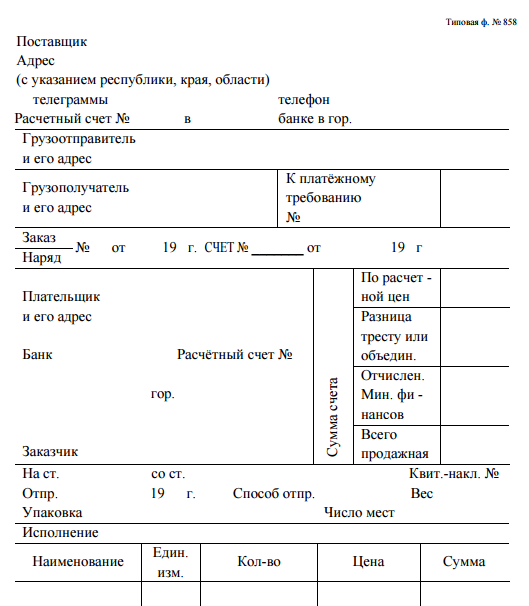 Типовая ф. № 858
Поставщик
Адрес
(с указанием республики, края, области)
телеграммы телефон
Расчетный счет № в банке в гор.
Грузоотправитель
и его адрес
Грузополучатель
и его адрес
К платёжному
требованию
№
Заказ
Наряд
№ от 19 г. СЧЕТ № _______ от 19 г
Плательщик
и его адрес
Банк Расчётный счет №
гор.
Заказчик
Сумма счета
По расчет -
ной цен
Разница
тресту или
объедин.
Отчислен.
Мин. фи -
нансов
Всего
продажная
На ст. со ст. Квит.-накл. №
Отпр. 19 г. Способ отпр. Вес
Упаковка Число мест
Исполнение
Наименование Един. изм. Кол-во Цена Сумма